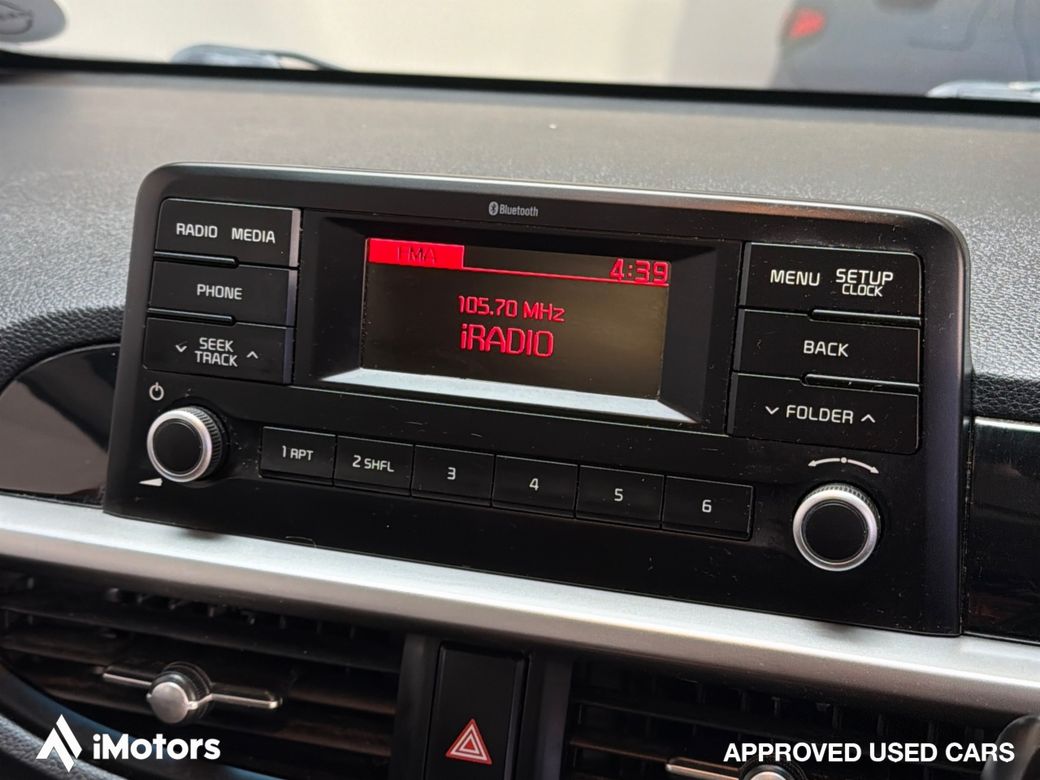 Bluetooth
RADIO MEDIA
PHONE
SEEK
TRACK
FMA
4:39
105.70 MHz
iRADIO
MENU SETUP
CLOCK
BACK
FOLDER
1 RPT
2 SHFL
3
4
5
6
iMotors
APPROVED USED CARS